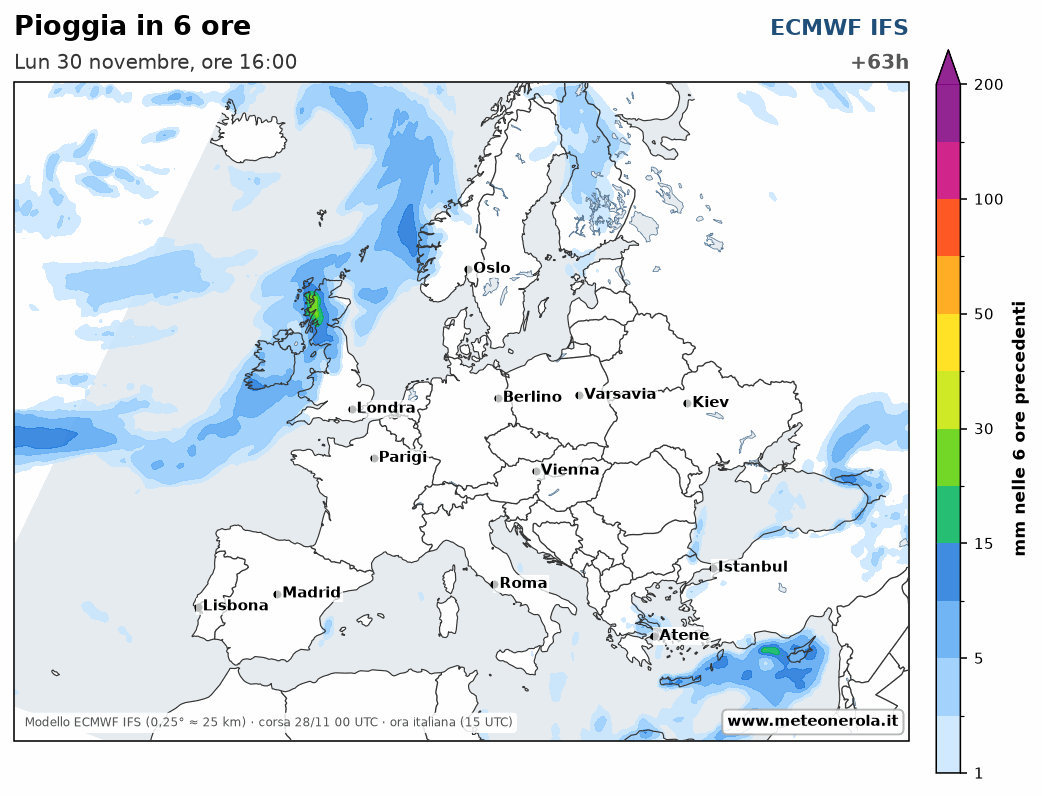 Pioggia in 6 ore
ECMWF IFS
Lun 30 novembre, ore 16:00
+63h
200
100
50
30
15
5
1
mm nelle 6 ore precedenti
Oslo
Berlino
Varsavia
Kiev
Londra
Parigi
Vienna
Istanbul
Roma
Madrid
Lisbona
Atene
Modello ECMWF IFS (0,25° ≈ 25 km) · corsa 28/11 00 UTC · ora italiana (15 UTC)
www.meteonerola.it